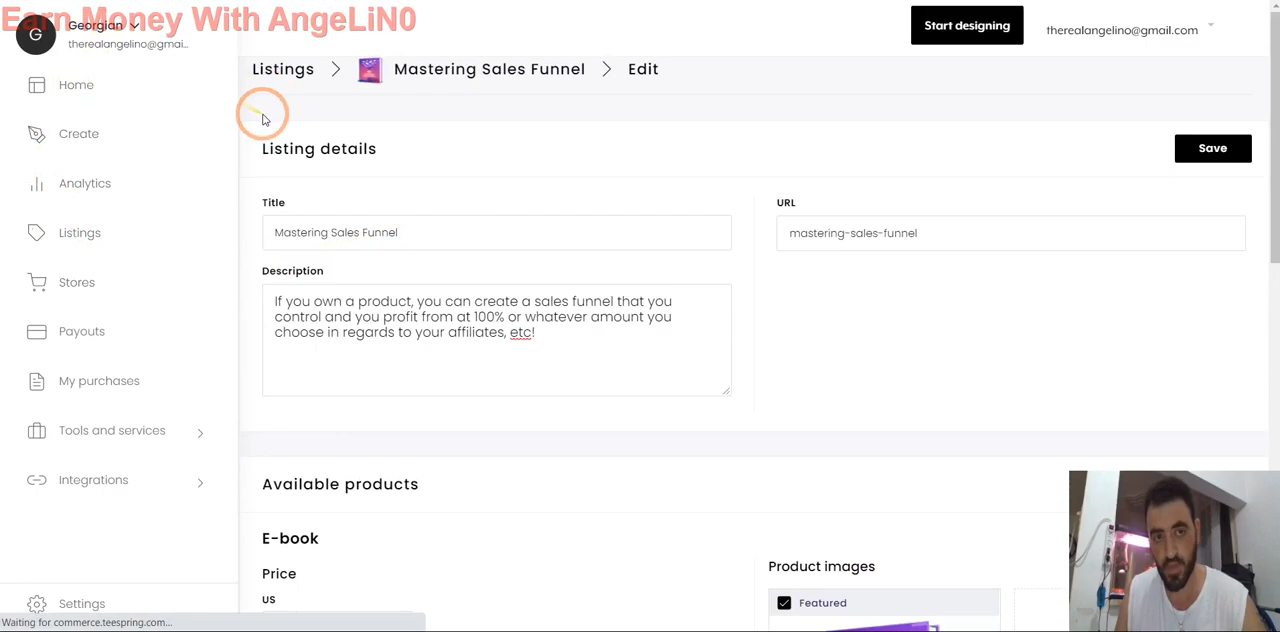 Earn Money With AngeLiN0
G
Georgian
therealangelino@gmai...
Start designing
therealangelino@gmail.com
Home
Create
Analytics
Listings
Stores
Payouts
My purchases
Tools and services
Integrations
Settings
Listings > Mastering Sales Funnel > Edit
Listing details
Save
Title
Mastering Sales Funnel
URL
mastering-sales-funnel
Description
If you own a product, you can create a sales funnel that you
control and you profit from at 100% or whatever amount you
choose in regards to your affiliates, etc!
Available products
E-book
Price
US
Product images
Featured
Waiting for commerce.teespring.com...